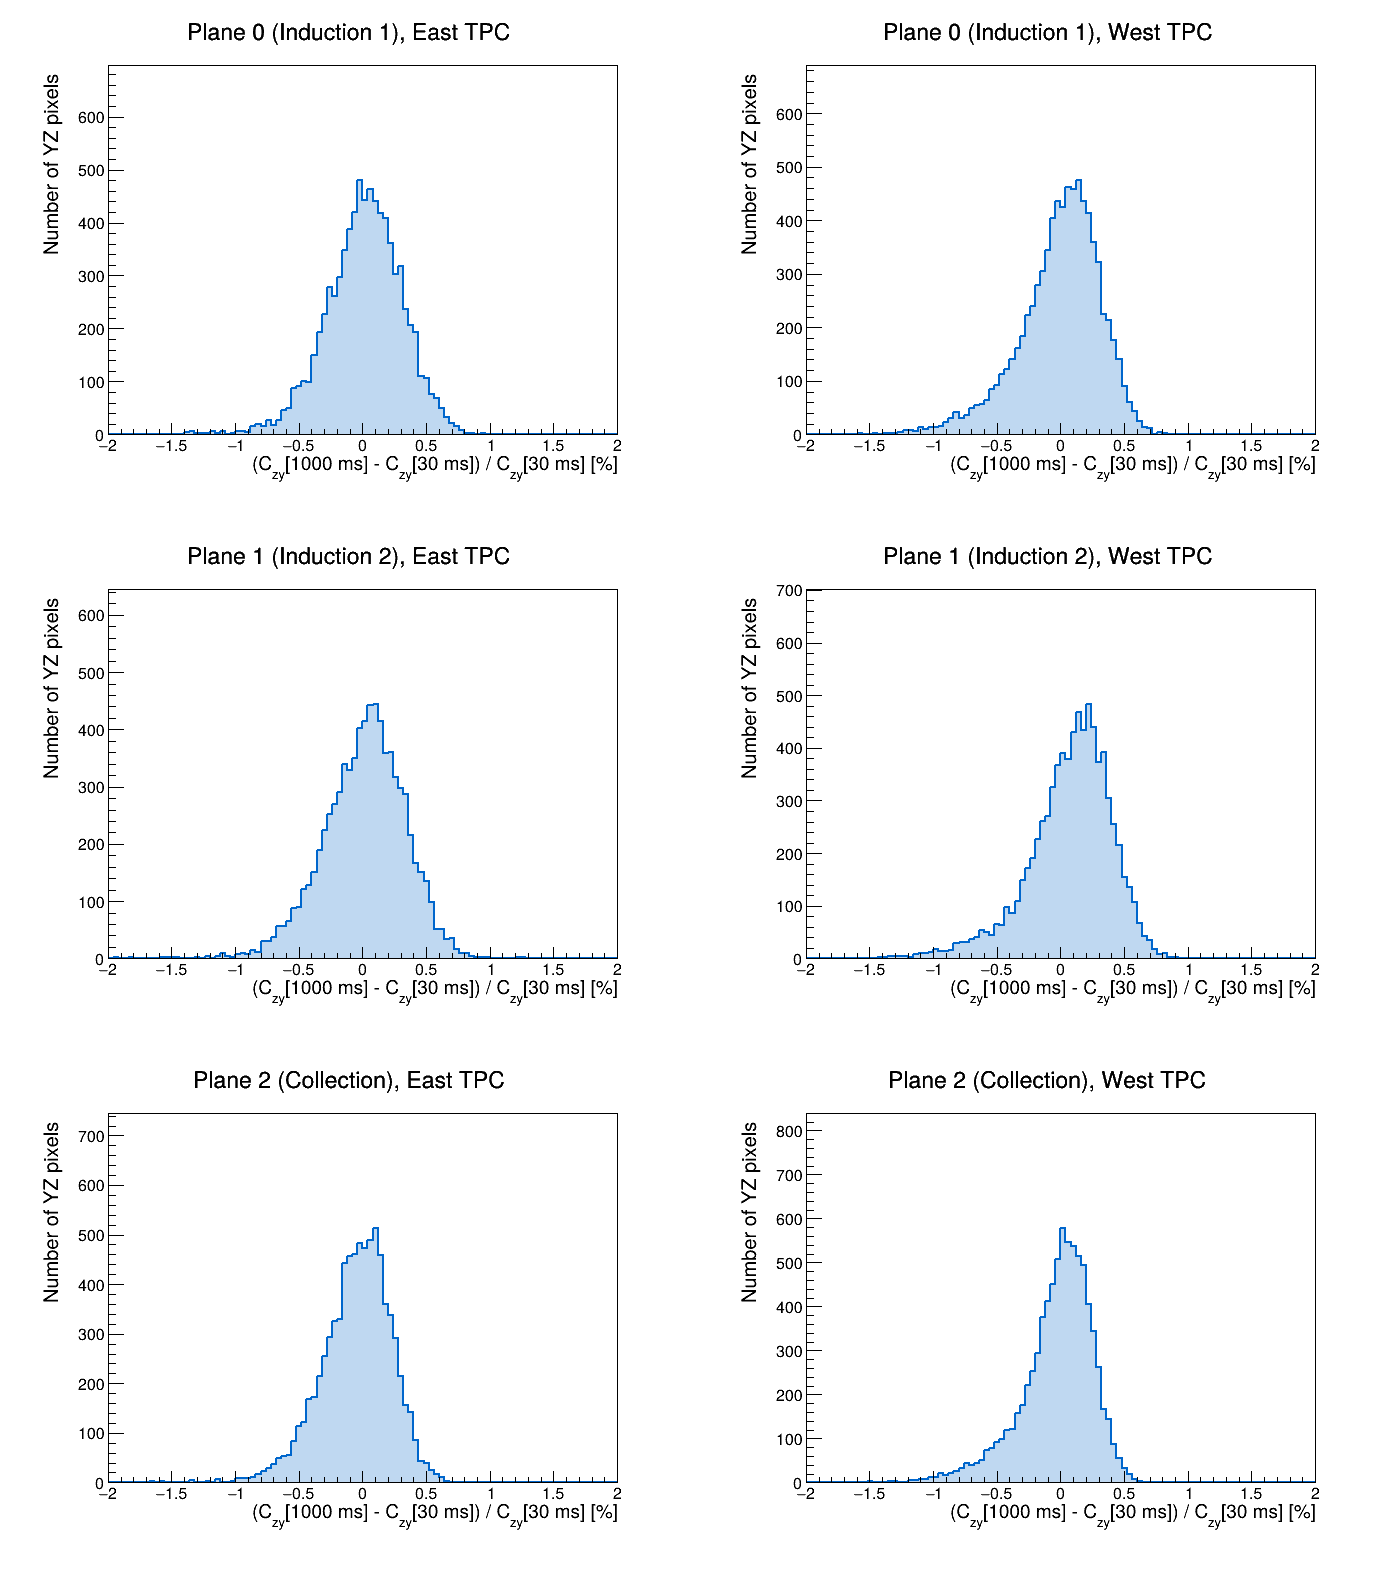 Plane 0 (Induction 1), East TPC
Number of YZ pixels
600
500
400
300
200
100
0
−2 −1.5 −1 −0.5 0 0.5 1 1.5 2
(C_zy[1000 ms] - C_zy[30 ms]) / C_zy[30 ms] [%]
Plane 0 (Induction 1), West TPC
Number of YZ pixels
600
500
400
300
200
100
0
−2 −1.5 −1 −0.5 0 0.5 1 1.5 2
(C_zy[1000 ms] - C_zy[30 ms]) / C_zy[30 ms] [%]
Plane 1 (Induction 2), East TPC
Number of YZ pixels
600
500
400
300
200
100
0
−2 −1.5 −1 −0.5 0 0.5 1 1.5 2
(C_zy[1000 ms] - C_zy[30 ms]) / C_zy[30 ms] [%]
Plane 1 (Induction 2), West TPC
Number of YZ pixels
700
600
500
400
300
200
100
0
−2 −1.5 −1 −0.5 0 0.5 1 1.5 2
(C_zy[1000 ms] - C_zy[30 ms]) / C_zy[30 ms] [%]
Plane 2 (Collection), East TPC
Number of YZ pixels
700
600
500
400
300
200
100
0
−2 −1.5 −1 −0.5 0 0.5 1 1.5 2
(C_zy[1000 ms] - C_zy[30 ms]) / C_zy[30 ms] [%]
Plane 2 (Collection), West TPC
Number of YZ pixels
800
700
600
500
400
300
200
100
0
−2 −1.5 −1 −0.5 0 0.5 1 1.5 2
(C_zy[1000 ms] - C_zy[30 ms]) / C_zy[30 ms] [%]